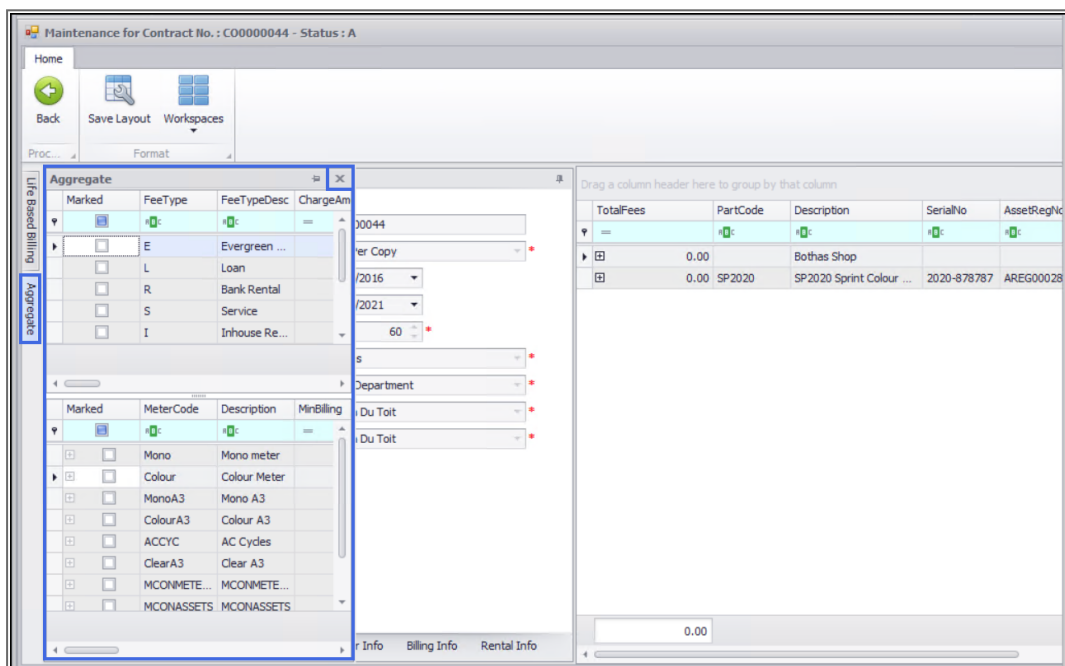 Maintenance for Contract No. : CO0000044 - Status : A
Home
Back
Save Layout
Workspaces
Proc...
Format
Life Based Billing
Aggregate
Aggregate
Marked FeeType FeeTypeDesc ChargeAm
E Evergreen ...
L Loan
R Bank Rental
S Service
I Inhouse Re...
Marked MeterCode Description MinBilling
Mono Mono meter
Colour Colour Meter
MonoA3 Mono A3
ColourA3 Colour A3
ACCYC AC Cycles
ClearA3 Clear A3
MCONMETE... MCONMETE...
MCONASSETS MCONASSETS
00044
Per Copy *
/2016
/2021
60 *
s *
Department *
Du Toit *
Du Toit *
r Info Billing Info Rental Info
Drag a column header here to group by that column
TotalFees PartCode Description SerialNo AssetRegNo
=
0.00 Bothas Shop
0.00 SP2020 SP2020 Sprint Colour ... 2020-878787 AREG00028
0.00